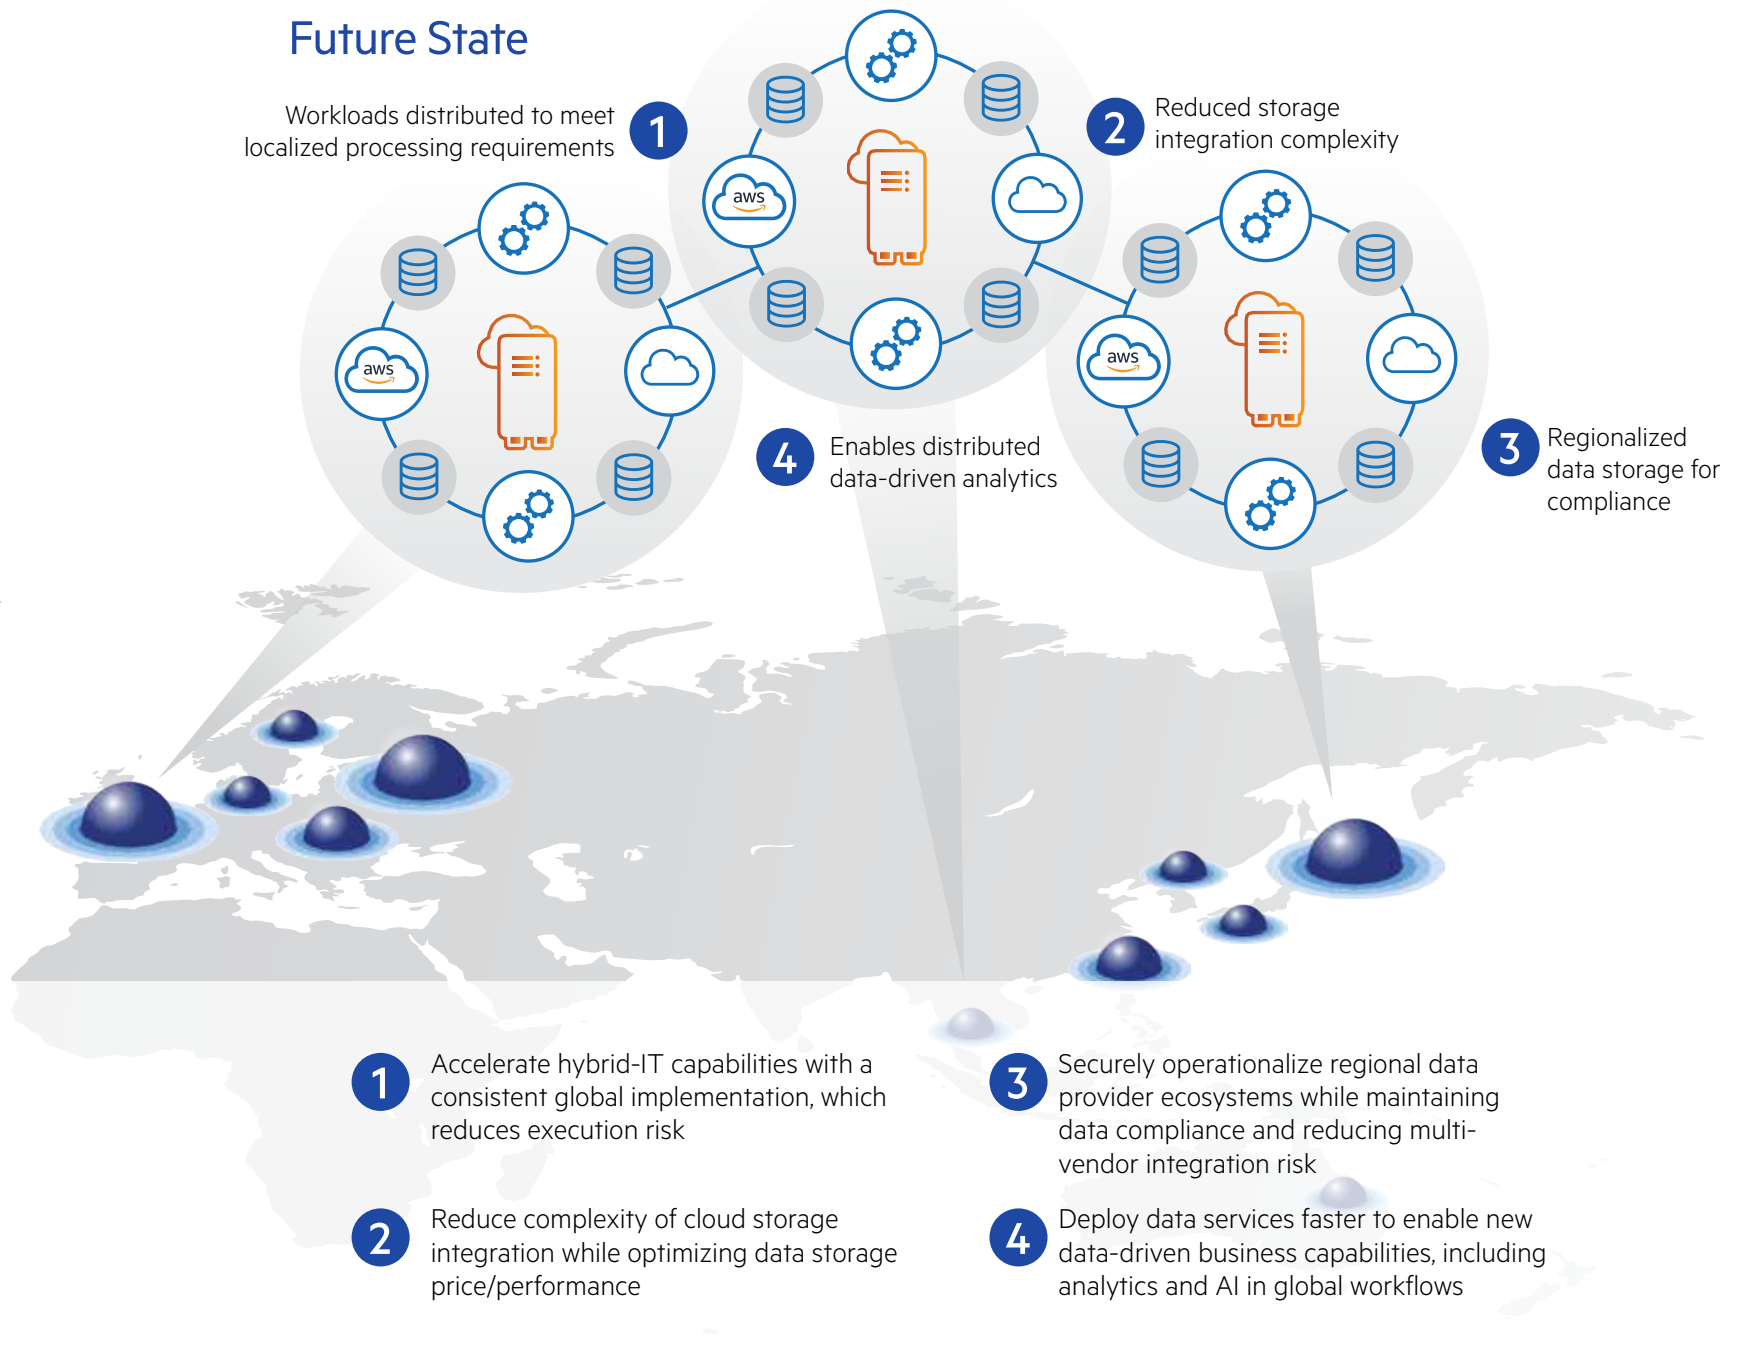 Future State
Workloads distributed to meet
localized processing requirements
1
2
Reduced storage
integration complexity
aws
aws
aws
4
Enables distributed
data-driven analytics
3
Regionalized
data storage for
compliance
1
Accelerate hybrid-IT capabilities with a
consistent global implementation, which
reduces execution risk
2
Reduce complexity of cloud storage
integration while optimizing data storage
price/performance
3
Securely operationalize regional data
provider ecosystems while maintaining
data compliance and reducing multi-
vendor integration risk
4
Deploy data services faster to enable new
data-driven business capabilities, including
analytics and AI in global workflows